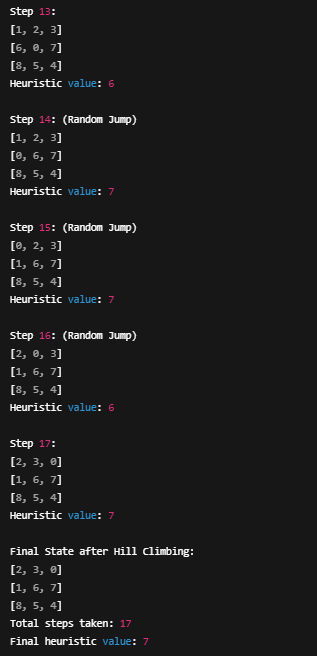 Step 13:
[1, 2, 3]
[6, 0, 7]
[8, 5, 4]
Heuristic value: 6
Step 14: (Random Jump)
[1, 2, 3]
[0, 6, 7]
[8, 5, 4]
Heuristic value: 7
Step 15: (Random Jump)
[0, 2, 3]
[1, 6, 7]
[8, 5, 4]
Heuristic value: 7
Step 16: (Random Jump)
[2, 0, 3]
[1, 6, 7]
[8, 5, 4]
Heuristic value: 6
Step 17:
[2, 3, 0]
[1, 6, 7]
[8, 5, 4]
Heuristic value: 7
Final State after Hill Climbing:
[2, 3, 0]
[1, 6, 7]
[8, 5, 4]
Total steps taken: 17
Final heuristic value: 7